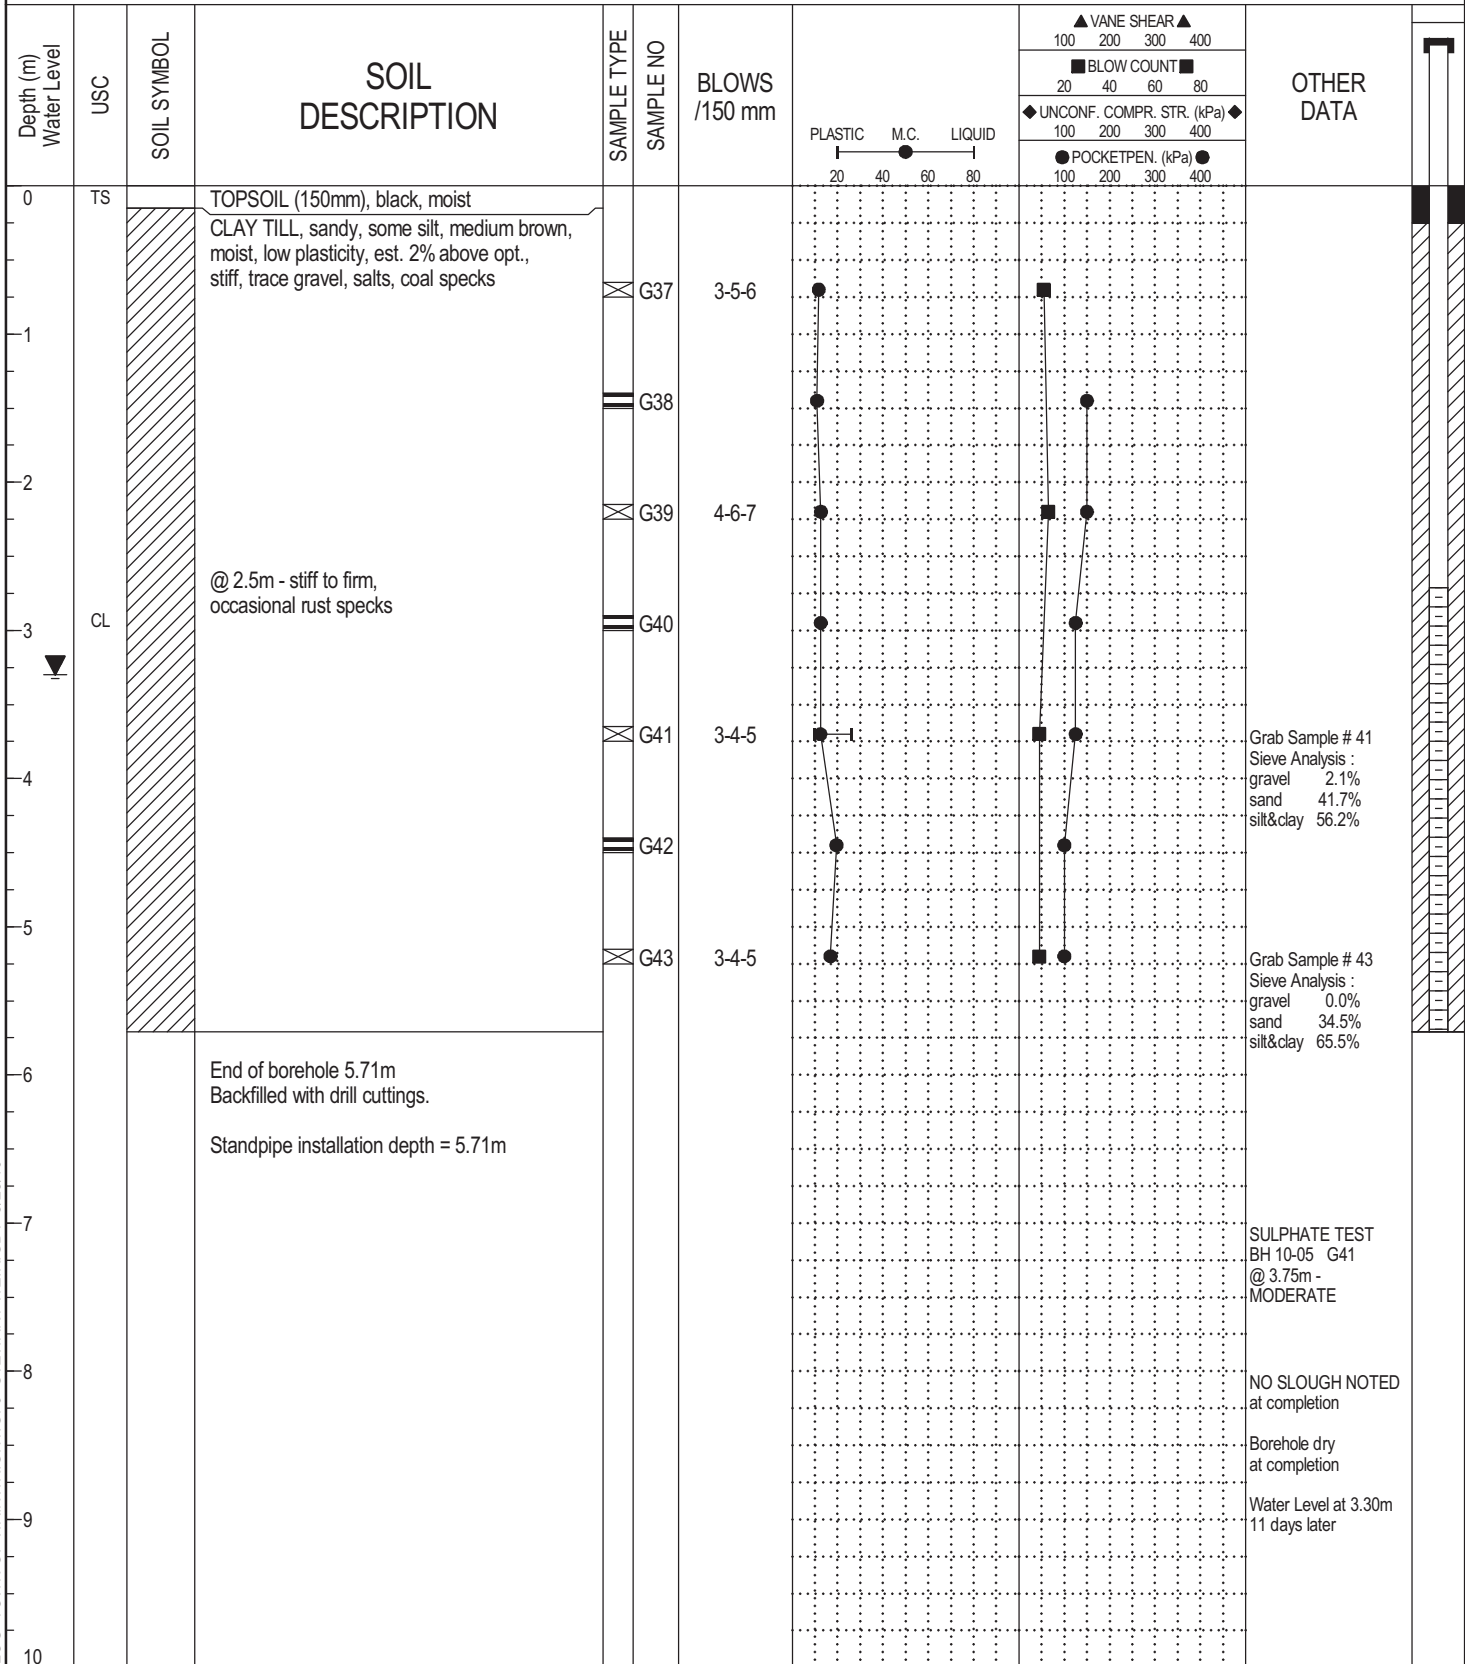 Depth (m)
Water Level
USC
SOIL SYMBOL
SOIL
DESCRIPTION
SAMPLE TYPE
SAMPLE NO
BLOWS
/150 mm
PLASTIC M.C. LIQUID
20 40 60 80
▲ VANE SHEAR ▲
100 200 300 400
■ BLOW COUNT ■
20 40 60 80
◆ UNCONF. COMPR. STR. (kPa) ◆
100 200 300 400
● POCKETPEN. (kPa) ●
100 200 300 400
OTHER
DATA
0 TS TOPSOIL (150mm), black, moist
CLAY TILL, sandy, some silt, medium brown,
moist, low plasticity, est. 2% above opt.,
stiff, trace gravel, salts, coal specks
G37 3-5-6
1
G38
2
G39 4-6-7
@ 2.5m - stiff to firm,
occasional rust specks
CL
G40
3
G41 3-4-5
Grab Sample # 41
Sieve Analysis :
gravel 2.1%
sand 41.7%
silt&clay 56.2%
4
G42
5
G43 3-4-5
Grab Sample # 43
Sieve Analysis :
gravel 0.0%
sand 34.5%
silt&clay 65.5%
End of borehole 5.71m
6
Backfilled with drill cuttings.
Standpipe installation depth = 5.71m
7
SULPHATE TEST
BH 10-05 G41
@ 3.75m -
MODERATE
8
NO SLOUGH NOTED
at completion
Borehole dry
at completion
Water Level at 3.30m
11 days later
9
10